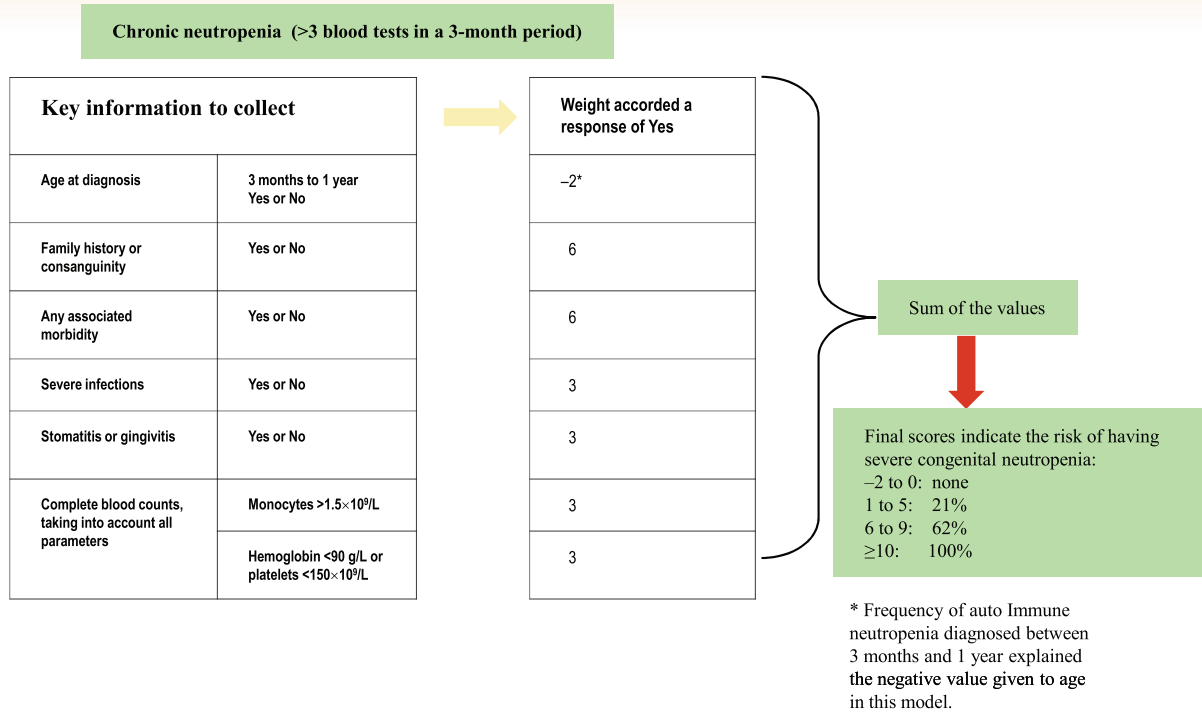 Chronic neutropenia (>3 blood tests in a 3-month period)
Key information to collect
Weight accorded a
response of Yes
Age at diagnosis
3 months to 1 year
Yes or No
–2*
Family history or
consanguinity
Yes or No
6
Any associated
morbidity
Yes or No
6
Severe infections
Yes or No
3
Stomatitis or gingivitis
Yes or No
3
Complete blood counts,
taking into account all
parameters
Monocytes >1.5×10⁹/L
3
Hemoglobin <90 g/L or
platelets <150×10⁹/L
3
Sum of the values
Final scores indicate the risk of having
severe congenital neutropenia:
–2 to 0: none
1 to 5: 21%
6 to 9: 62%
≥10: 100%
* Frequency of auto Immune
neutropenia diagnosed between
3 months and 1 year explained
the negative value given to age
in this model.